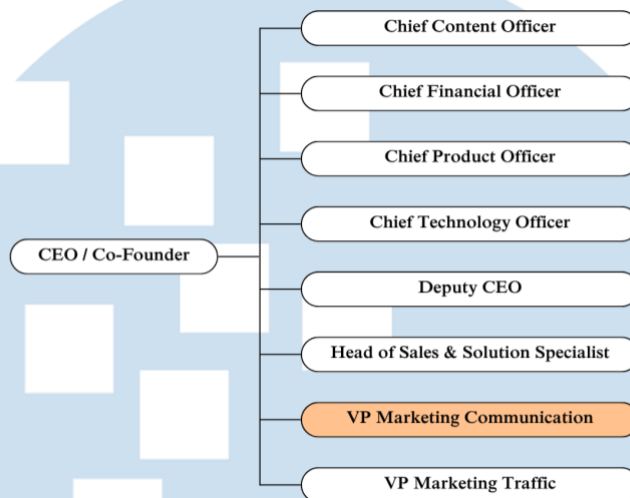 Chief Content Officer
Chief Financial Officer
Chief Product Officer
Chief Technology Officer
CEO / Co-Founder
Deputy CEO
Head of Sales & Solution Specialist
VP Marketing Communication
VP Marketing Traffic